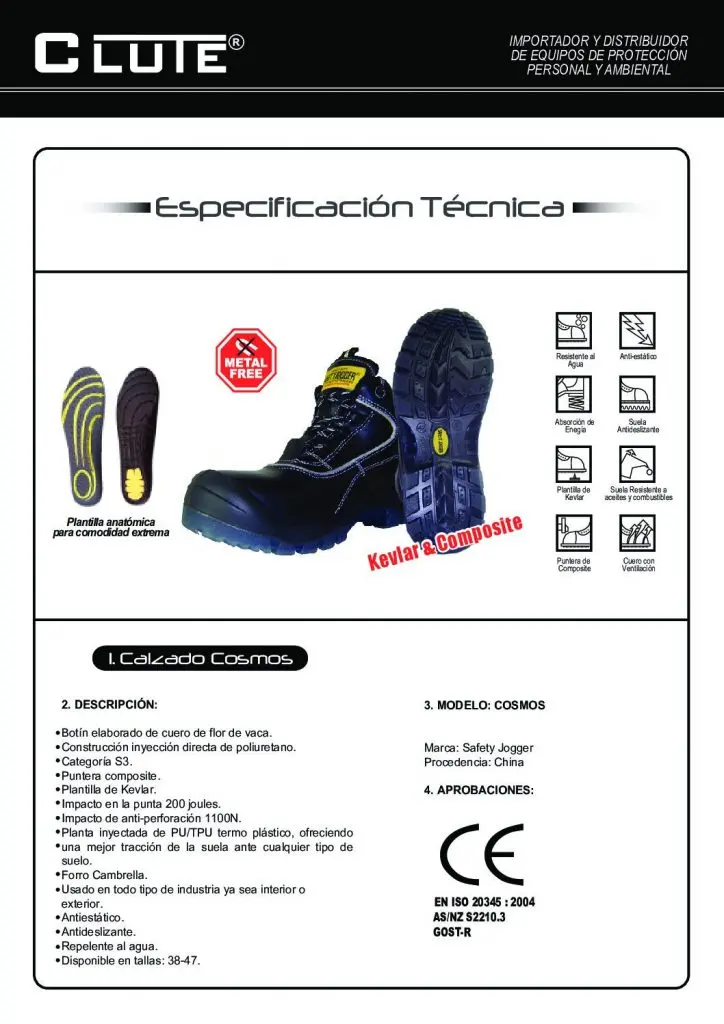 CLUTE®
IMPORTADOR Y DISTRIBUIDOR
DE EQUIPOS DE PROTECCIÓN
PERSONAL Y AMBIENTAL
Especificación Técnica
METAL
FREE
Resistente al
Agua
Anti-estático
Absorción de
Enegía
Suela
Antideslizante
Plantilla de
Kevlar
Suela Resistente a
aceites y combustibles
Puntera de
Composite
Cuero con
Ventilación
Plantilla anatómica
para comodidad extrema
Kevlar & Composite
1. Calzado Cosmos
2. DESCRIPCIÓN:
•Botín elaborado de cuero de flor de vaca.
•Construcción inyección directa de poliuretano.
•Categoría S3.
•Puntera composite.
•Plantilla de Kevlar.
•Impacto en la punta 200 joules.
•Impacto de anti-perforación 1100N.
•Planta inyectada de PU/TPU termo plástico, ofreciendo
•una mejor tracción de la suela ante cualquier tipo de
suelo.
•Forro Cambrella.
•Usado en todo tipo de industria ya sea interior o
exterior.
•Antiestático.
•Antideslizante.
•Repelente al agua.
•Disponible en tallas: 38-47.
3. MODELO: COSMOS
Marca: Safety Jogger
Procedencia: China
4. APROBACIONES:
CE
EN ISO 20345 : 2004
AS/NZ S2210.3
GOST-R